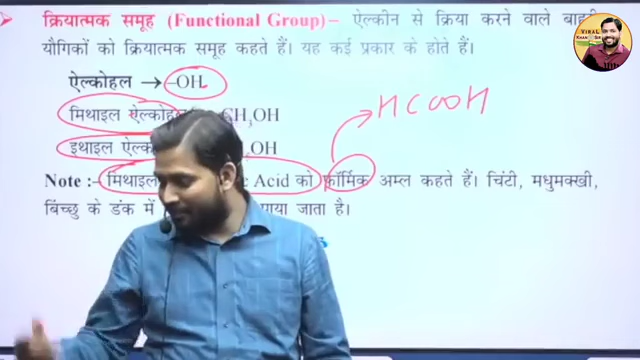 VIRAL
KHAN SIR
क्रियात्मक समूह (Functional Group)– ऐल्कीन से क्रिया करने वाले
यौगिकों को क्रियात्मक समूह कहते हैं। यह कई प्रकार के होते हैं।
ऐल्कोहल → –OH.
HCOOH
मिथाइल CH₃OH
इथाइल OH
Note :– मिथाइल Acid को फॉर्मिक अम्ल कहते हैं। चिंटी, मधुमक्खी,
बिच्छु के डंक में पाया जाता है।